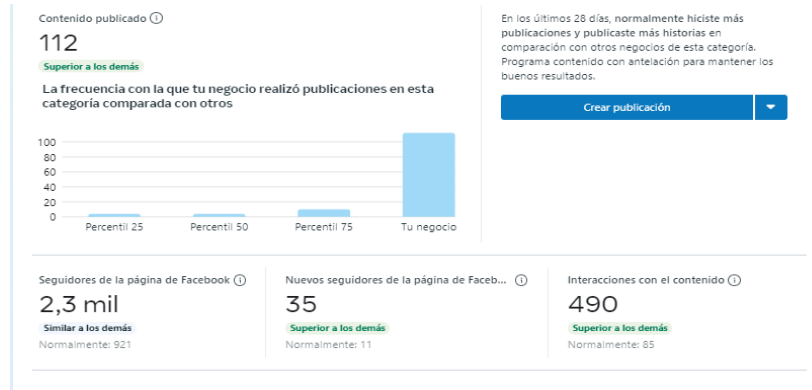 Contenido publicado
112
Superior a los demás
La frecuencia con la que tu negocio realizó publicaciones en esta
categoría comparada con otros
100
80
60
40
20
0
Percentil 25 Percentil 50 Percentil 75 Tu negocio
En los últimos 28 días, normalmente hiciste más
publicaciones y publicaste más historias en
comparación con otros negocios de esta categoría.
Programa contenido con antelación para mantener los
buenos resultados.
Crear publicación
Seguidores de la página de Facebook
2,3 mil
Similar a los demás
Normalmente: 921
Nuevos seguidores de la página de Faceb...
35
Superior a los demás
Normalmente: 11
Interacciones con el contenido
490
Superior a los demás
Normalmente: 85